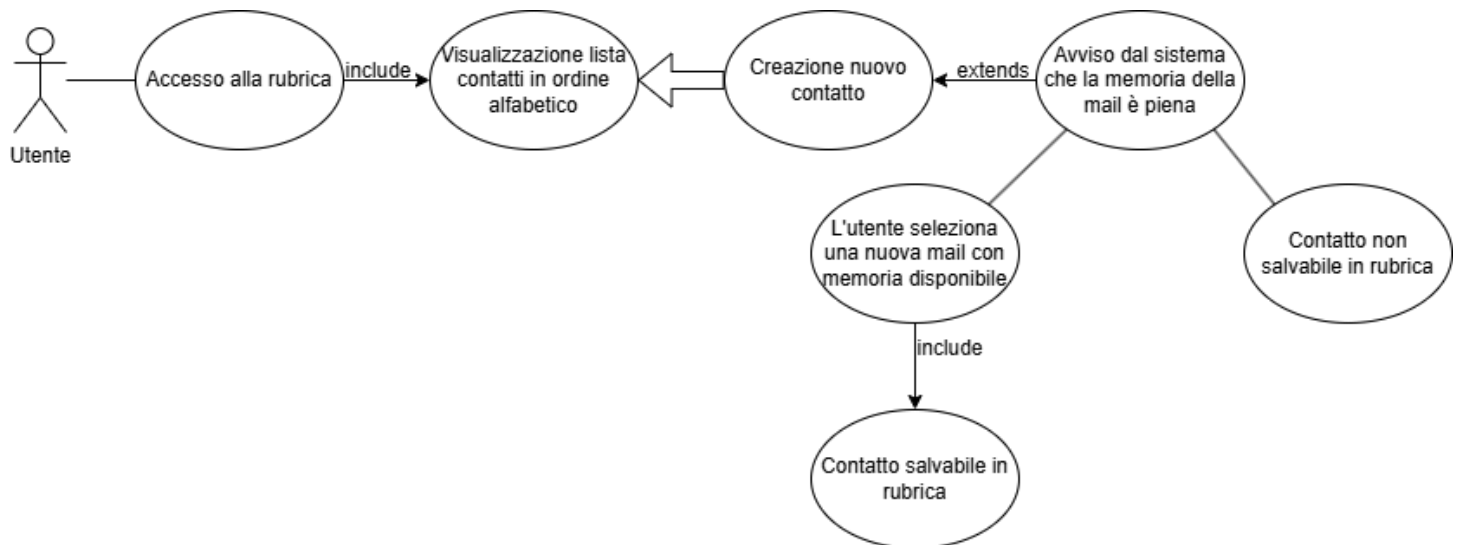 Utente
Accesso alla rubrica
include
Visualizzazione lista
contatti in ordine
alfabetico
Creazione nuovo
contatto
extends
Avviso dal sistema
che la memoria della
mail è piena
L'utente seleziona
una nuova mail con
memoria disponibile
Contatto non
salvabile in rubrica
include
Contatto salvabile in
rubrica